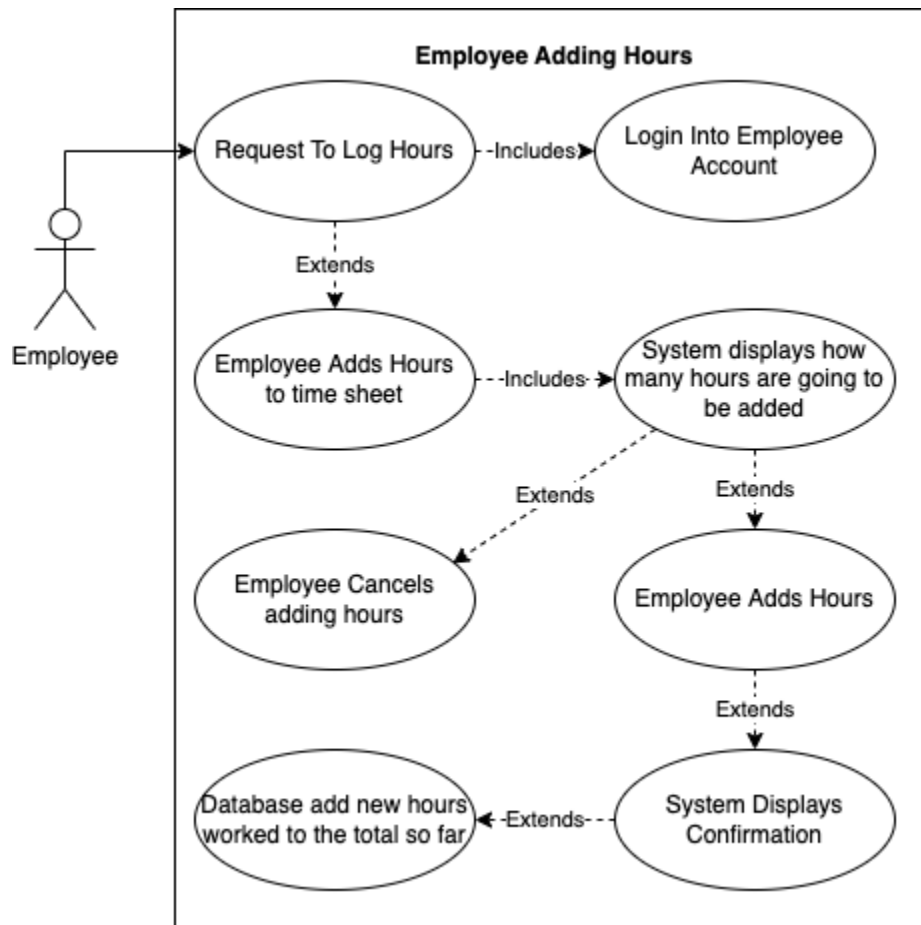 Employee Adding Hours
Request To Log Hours
Includes
Login Into Employee
Account
Extends
Employee
Employee Adds Hours
to time sheet
Includes
System displays how
many hours are going to
be added
Extends
Extends
Employee Cancels
adding hours
Employee Adds Hours
Extends
Database add new hours
worked to the total so far
Extends
System Displays
Confirmation